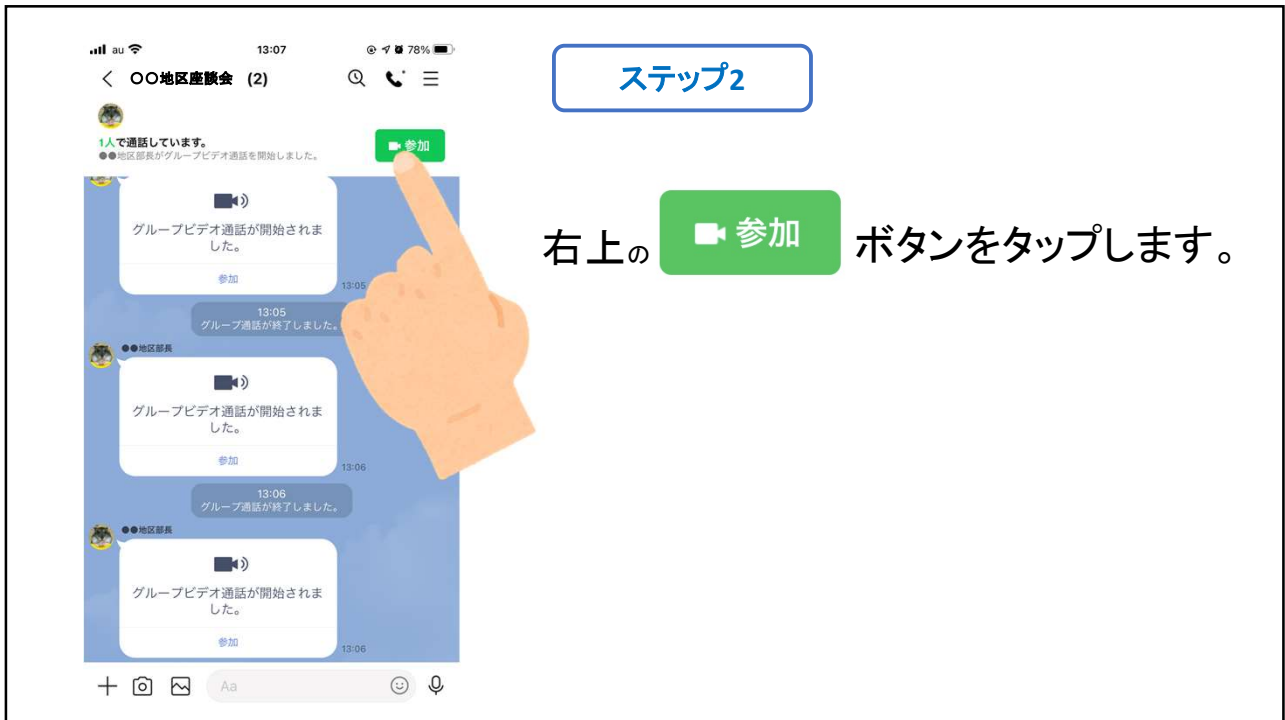 au 13:07 78%
〇〇地区座談会 (2)
1人で通話しています。
●●地区部長がグループビデオ通話を開始しました。
参加
グループビデオ通話が開始されま
した。
参加
13:05
13:05
グループ通話が終了しました。
●●地区部長
グループビデオ通話が開始されま
した。
参加
13:06
13:06
グループ通話が終了しました。
●●地区部長
グループビデオ通話が開始されま
した。
参加
13:06
Aa
ステップ2
右上の 参加 ボタンをタップします。